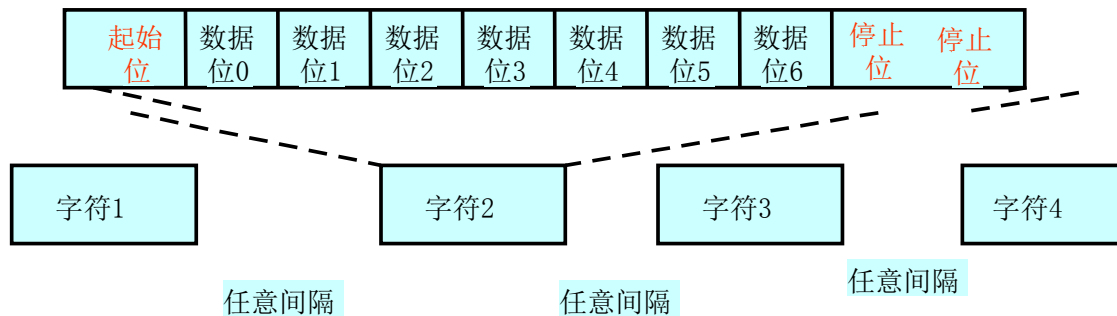 起始 数据 数据 数据 数据 数据 数据 数据 停止 停止
位 位0 位1 位2 位3 位4 位5 位6 位 位
字符1 字符2 字符3 字符4
任意间隔 任意间隔 任意间隔